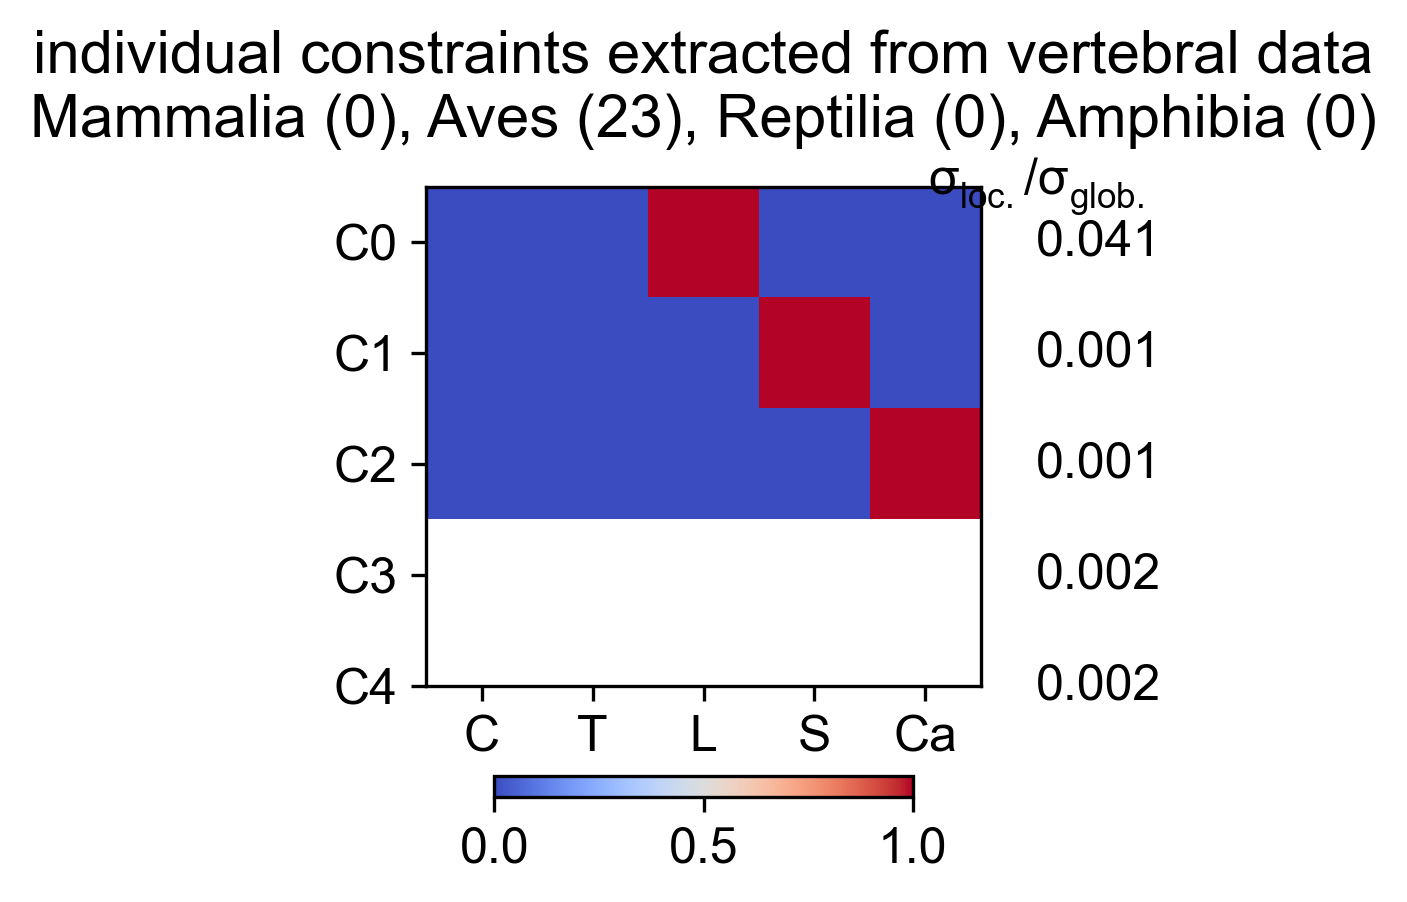 individual constraints extracted from vertebral data
Mammalia (0), Aves (23), Reptilia (0), Amphibia (0)
σloc. /σglob.
C0 0.041
C1 0.001
C2 0.001
C3 0.002
C4 0.002
C T L S Ca
0.0 0.5 1.0